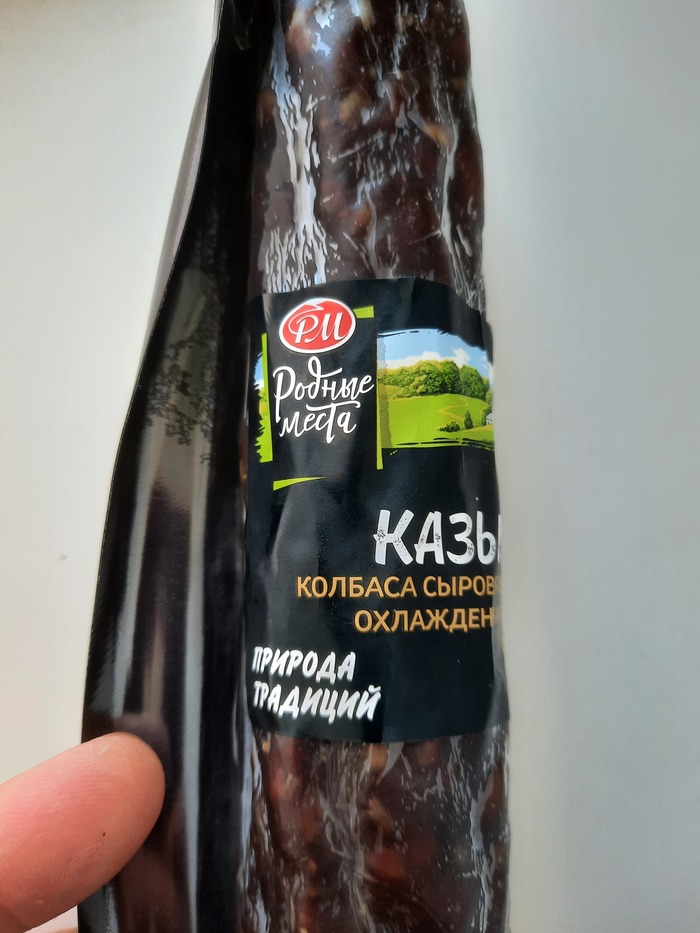 РМ
Родные
места
КАЗЫ
КОЛБАСА СЫРОВ
ОХЛАЖДЕН
ПРИРОДА
ТРАДИЦИЙ